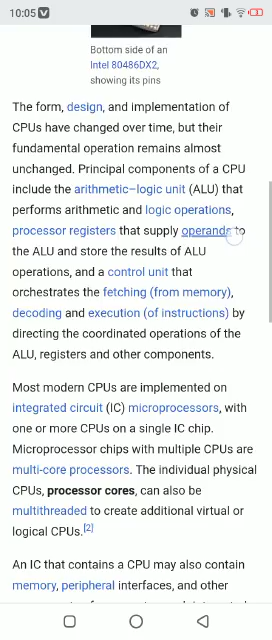 10:05 V
Bottom side of an
Intel 80486DX2,
showing its pins
The form, design, and implementation of
CPUs have changed over time, but their
fundamental operation remains almost
unchanged. Principal components of a CPU
include the arithmetic–logic unit (ALU) that
performs arithmetic and logic operations,
processor registers that supply operands to
the ALU and store the results of ALU
operations, and a control unit that
orchestrates the fetching (from memory),
decoding and execution (of instructions) by
directing the coordinated operations of the
ALU, registers and other components.
Most modern CPUs are implemented on
integrated circuit (IC) microprocessors, with
one or more CPUs on a single IC chip.
Microprocessor chips with multiple CPUs are
multi-core processors. The individual physical
CPUs, processor cores, can also be
multithreaded to create additional virtual or
logical CPUs.[2]
An IC that contains a CPU may also contain
memory, peripheral interfaces, and other